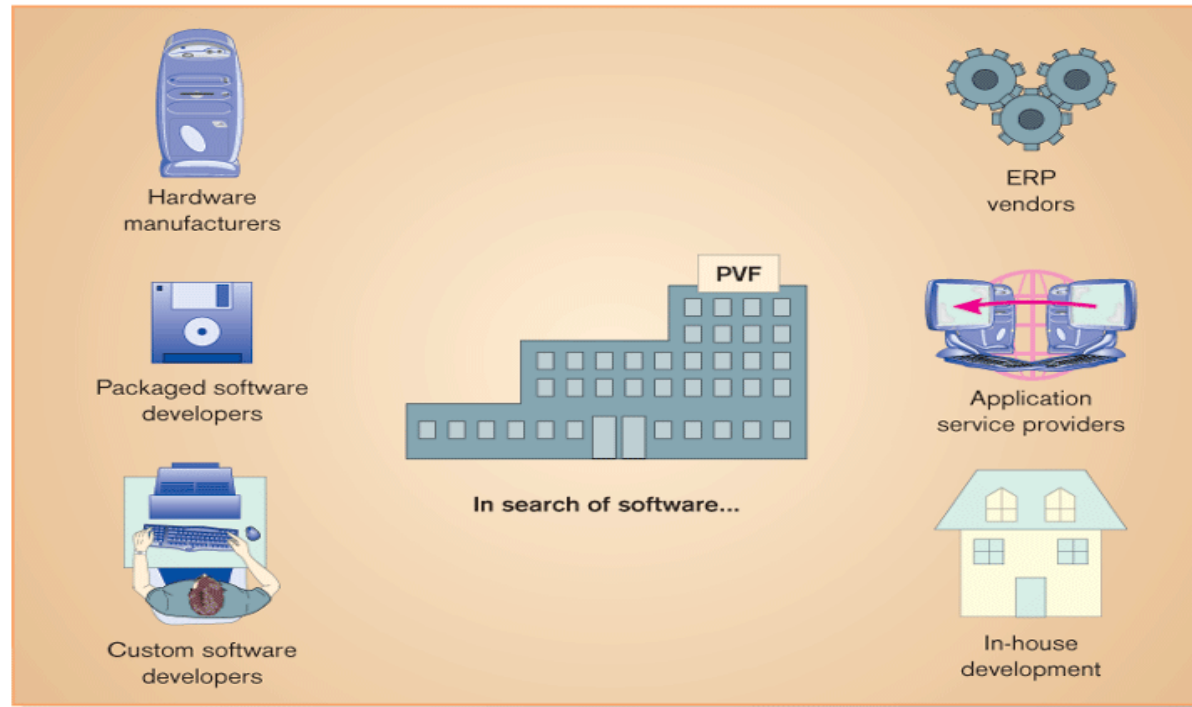 Hardware
manufacturers
Packaged software
developers
Custom software
developers
PVF
In search of software...
ERP
vendors
Application
service providers
In-house
development